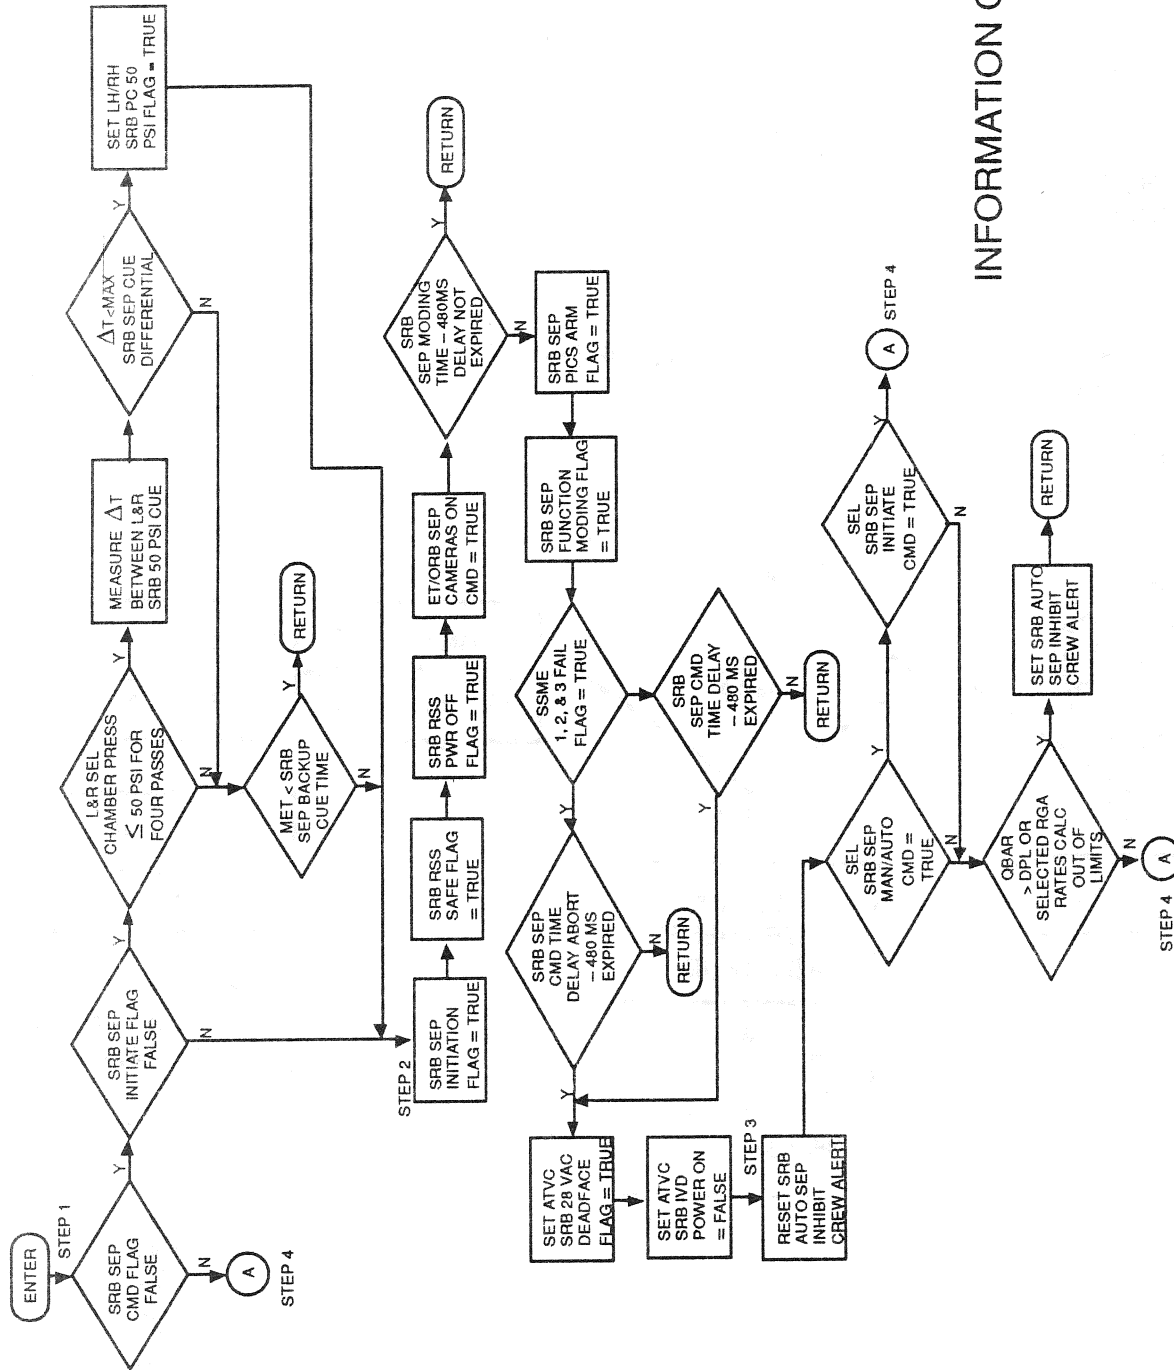 ENTER
STEP 1
SRB SEP
CMD FLAG
FALSE
Y
N
A
STEP 4
SRB SEP
INITIATE FLAG
FALSE
Y
N
L&R SEL
CHAMBER PRESS
≤ 50 PSI FOR
FOUR PASSES
Y
N
MEASURE ΔT
BETWEEN L&R
SRB 50 PSI CUE
ΔT<MAX
SRB SEP CUE
DIFFERENTIAL
Y
N
SET LH/RH
SRB PC 50
PSI FLAG = TRUE
MET < SRB
SEP BACKUP
CUE TIME
Y
N
RETURN
STEP 2
SRB SEP
INITIATION
FLAG = TRUE
SRB RSS
SAFE FLAG
= TRUE
SRB RSS
PWR OFF
FLAG = TRUE
ET/ORB SEP
CAMERAS ON
CMD = TRUE
SRB
SEP MODING
TIME – 480MS
DELAY NOT
EXPIRED
Y
N
RETURN
SRB SEP
PICS ARM
FLAG = TRUE
SRB SEP
FUNCTION
MODING FLAG
= TRUE
SSME
1, 2, & 3 FAIL
FLAG = TRUE
Y
SRB
SEP CMD
TIME DELAY
– 480 MS
EXPIRED
Y
N
RETURN
SRB SEP
CMD TIME
DELAY ABORT
– 480 MS
EXPIRED
Y
N
RETURN
SET ATVC
SRB 28 VAC
DEADFACE
FLAG = TRUE
SET ATVC
SRB IVD
POWER ON
= FALSE
STEP 3
RESET SRB
AUTO SEP
INHIBIT
CREW ALERT
SEL
SRB SEP
MAN/AUTO
CMD =
TRUE
Y
N
SEL
SRB SEP
INITIATE
CMD = TRUE
Y
N
A
STEP 4
QBAR
> DPL OR
SELECTED RGA
RATES CALC
OUT OF
LIMITS
Y
N
SET SRB AUTO
SEP INHIBIT
CREW ALERT
RETURN
A
STEP 4
INFORMATION